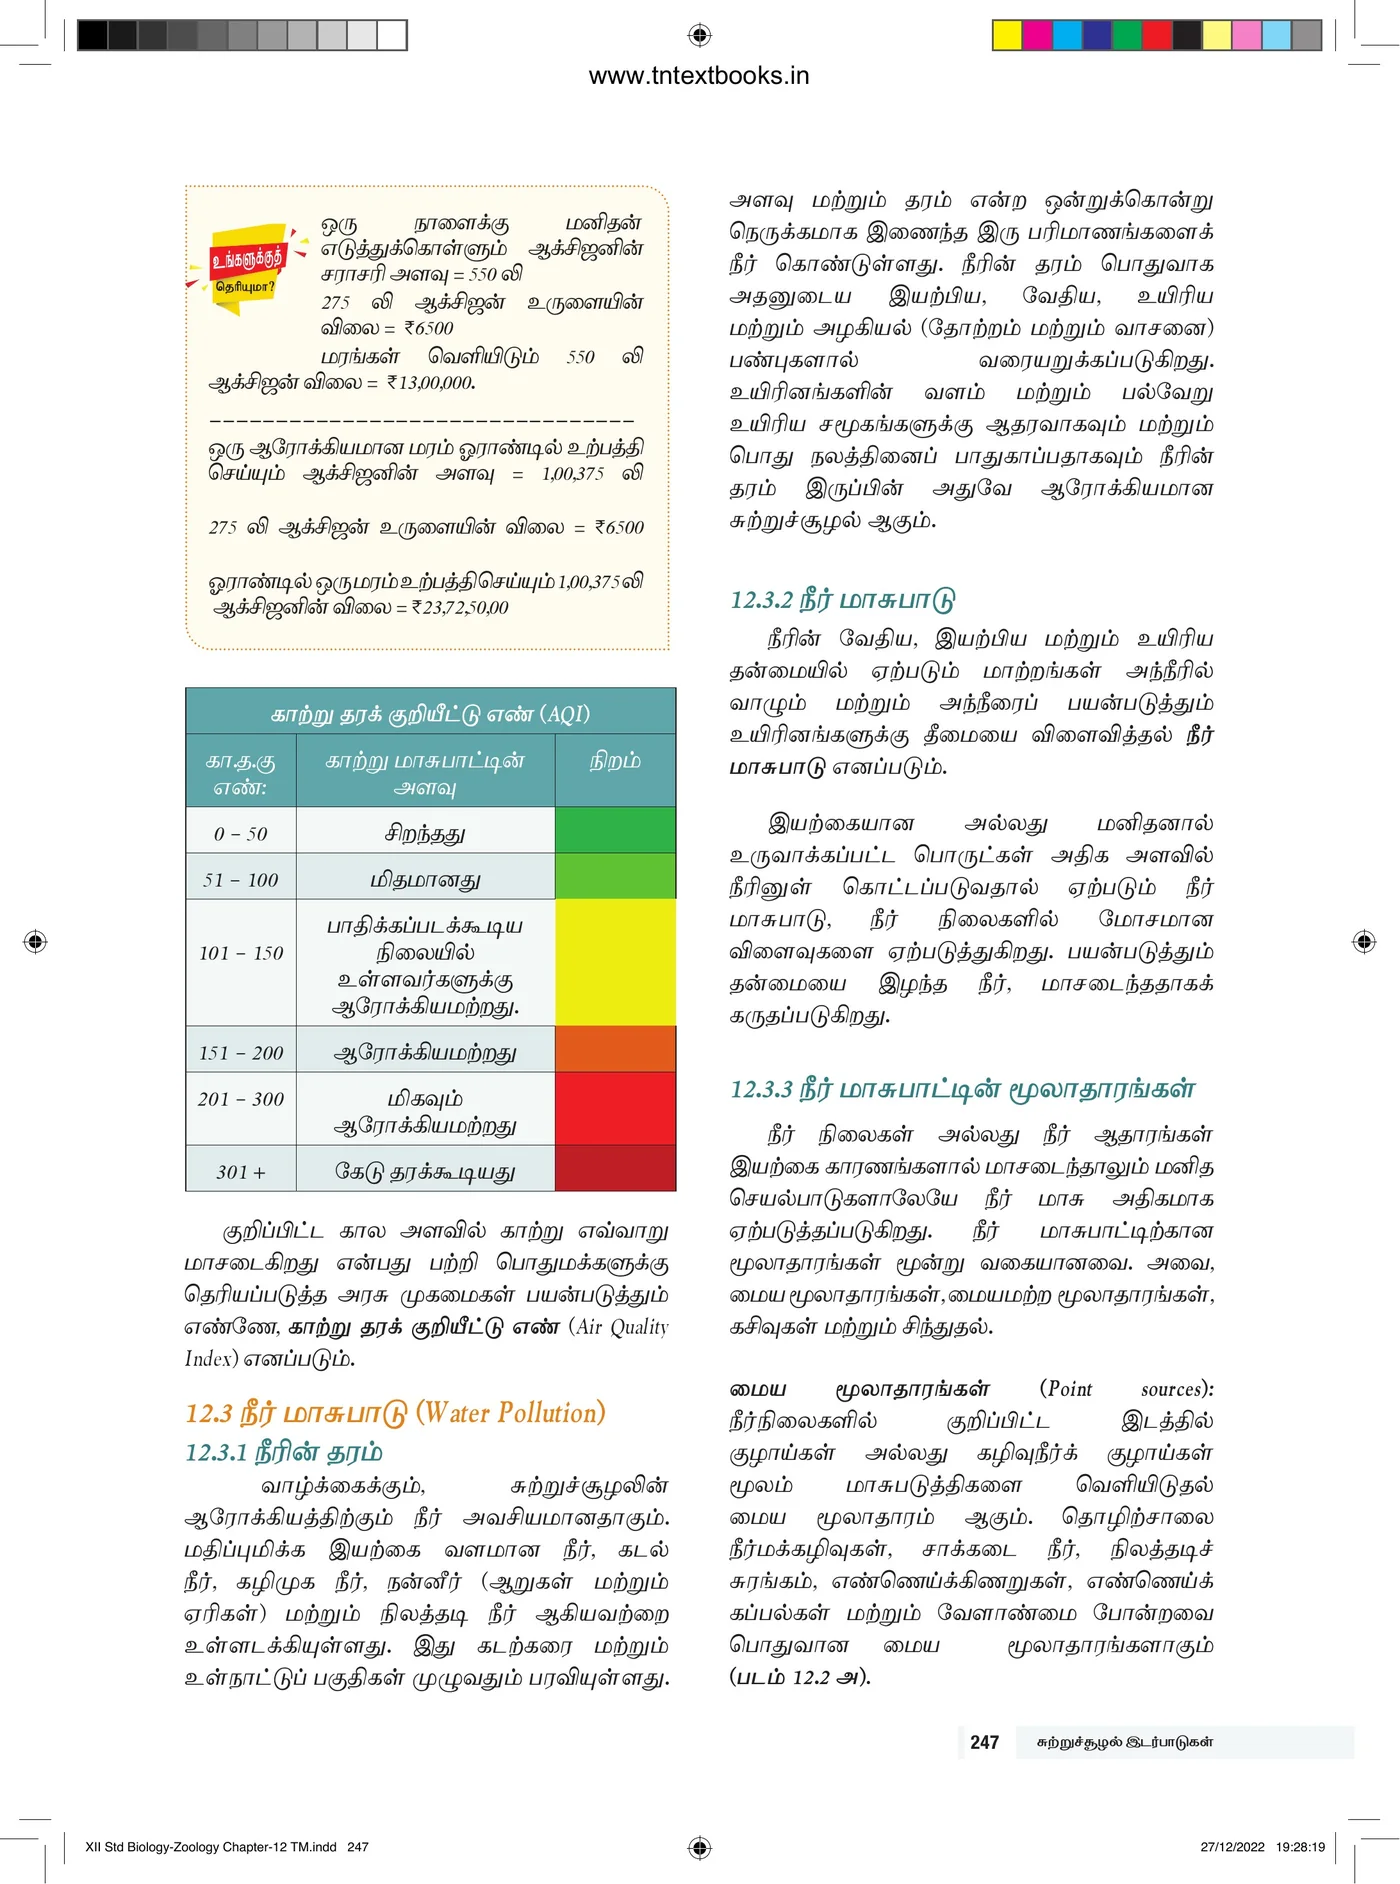 www.tntextbooks.in
உங்களுக்குத்
தெரியுமா?
ஒரு நாளைக்கு மனிதன்
எடுத்துக்கொள்ளும் ஆக்சிஜனின்
சராசரி அளவு = 550 லி
275 லி ஆக்சிஜன் உருளையின்
விலை = ₹6500
மரங்கள் வெளியிடும் 550 லி
ஆக்சிஜன் விலை = ₹13,00,000.
ஒரு ஆரோக்கியமான மரம் ஓராண்டில் உற்பத்தி
செய்யும் ஆக்சிஜனின் அளவு = 1,00,375 லி
275 லி ஆக்சிஜன் உருளையின் விலை = ₹6500
ஓராண்டில் ஒரு மரம் உற்பத்தி செய்யும் 1,00,375 லி
ஆக்சிஜனின் விலை = ₹23,72,50,00
காற்று தரக் குறியீட்டு எண் (AQI)
கா.த.கு
எண்:
காற்று மாசுபாட்டின்
அளவு
நிறம்
0 – 50 சிறந்தது
51 – 100 மிதமானது
101 – 150
பாதிக்கப்படக்கூடிய
நிலையில்
உள்ளவர்களுக்கு
ஆரோக்கியமற்றது.
151 – 200 ஆரோக்கியமற்றது
201 – 300 மிகவும்
ஆரோக்கியமற்றது
301 + கேடு தரக்கூடியது
குறிப்பிட்ட கால அளவில் காற்று எவ்வாறு
மாசடைகிறது என்பது பற்றி பொதுமக்களுக்கு
தெரியப்படுத்த அரசு முகமைகள் பயன்படுத்தும்
எண்ணே, காற்று தரக் குறியீட்டு எண் (Air Quality
Index) எனப்படும்.
12.3 நீர் மாசுபாடு (Water Pollution)
12.3.1 நீரின் தரம்
வாழ்க்கைக்கும், சுற்றுச்சூழலின்
ஆரோக்கியத்திற்கும் நீர் அவசியமானதாகும்.
மதிப்புமிக்க இயற்கை வளமான நீர், கடல்
நீர், கழிமுக நீர், நன்னீர் (ஆறுகள் மற்றும்
ஏரிகள்) மற்றும் நிலத்தடி நீர் ஆகியவற்றை
உள்ளடக்கியுள்ளது. இது கடற்கரை மற்றும்
உள்நாட்டுப் பகுதிகள் முழுவதும் பரவியுள்ளது.
அளவு மற்றும் தரம் என்ற ஒன்றுக்கொன்று
நெருக்கமாக இணைந்த இரு பரிமாணங்களைக்
நீர் கொண்டுள்ளது. நீரின் தரம் பொதுவாக
அதனுடைய இயற்பிய, வேதிய, உயிரிய
மற்றும் அழகியல் (தோற்றம் மற்றும் வாசனை)
பண்புகளால் வரையறுக்கப்படுகிறது.
உயிரினங்களின் வளம் மற்றும் பல்வேறு
உயிரிய சமூகங்களுக்கு ஆதரவாகவும் மற்றும்
பொது நலத்தினைப் பாதுகாப்பதாகவும் நீரின்
தரம் இருப்பின் அதுவே ஆரோக்கியமான
சுற்றுச்சூழல் ஆகும்.
12.3.2 நீர் மாசுபாடு
நீரின் வேதிய, இயற்பிய மற்றும் உயிரிய
தன்மையில் ஏற்படும் மாற்றங்கள் அந்நீரில்
வாழும் மற்றும் அந்நீரைப் பயன்படுத்தும்
உயிரினங்களுக்கு தீமையை விளைவித்தல் நீர்
மாசுபாடு எனப்படும்.
இயற்கையான அல்லது மனிதனால்
உருவாக்கப்பட்ட பொருட்கள் அதிக அளவில்
நீரினுள் கொட்டப்படுவதால் ஏற்படும் நீர்
மாசுபாடு, நீர் நிலைகளில் மோசமான
விளைவுகளை ஏற்படுத்துகிறது. பயன்படுத்தும்
தன்மையை இழந்த நீர், மாசடைந்ததாகக்
கருதப்படுகிறது.
12.3.3 நீர் மாசுபாட்டின் மூலாதாரங்கள்
நீர் நிலைகள் அல்லது நீர் ஆதாரங்கள்
இயற்கை காரணங்களால் மாசடைந்தாலும் மனித
செயல்பாடுகளாலேயே நீர் மாசு அதிகமாக
ஏற்படுத்தப்படுகிறது. நீர் மாசுபாட்டிற்கான
மூலாதாரங்கள் மூன்று வகையானவை. அவை,
மைய மூலாதாரங்கள், மையமற்ற மூலாதாரங்கள்,
கசிவுகள் மற்றும் சிந்துதல்.
மைய மூலாதாரங்கள் (Point sources):
நீர்நிலைகளில் குறிப்பிட்ட இடத்தில்
குழாய்கள் அல்லது கழிவுநீர்க் குழாய்கள்
மூலம் மாசுபடுத்திகளை வெளியிடுதல்
மைய மூலாதாரம் ஆகும். தொழிற்சாலை
நீர்மக்கழிவுகள், சாக்கடை நீர், நிலத்தடிச்
சுரங்கம், எண்ணெய்க்கிணறுகள், எண்ணெய்க்
கப்பல்கள் மற்றும் வேளாண்மை போன்றவை
பொதுவான மைய மூலாதாரங்களாகும்
(படம் 12.2 அ).
247 சுற்றுச்சூழல் இடர்பாடுகள்
XII Std Biology-Zoology Chapter-12 TM.indd 247
27/12/2022 19:28:19